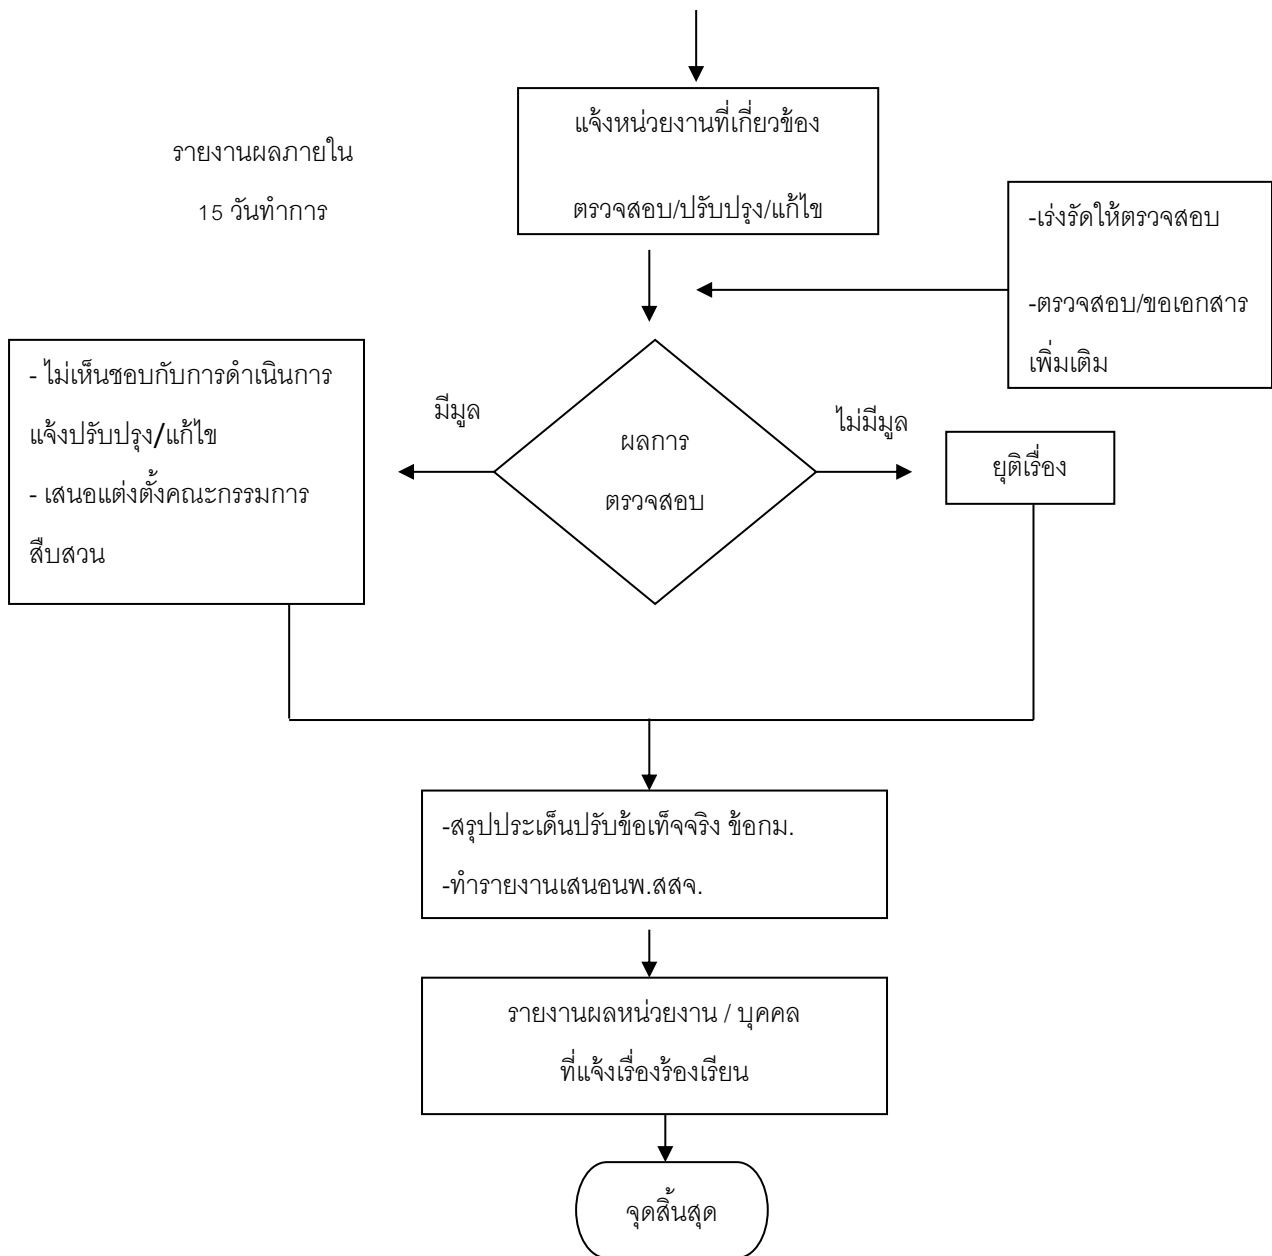 แจ้งหน่วยงานที่เกี่ยวข้อง
ตรวจสอบ/ปรับปรุง/แก้ไข
รายงานผลภายใน
15 วันทำการ
-เร่งรัดให้ตรวจสอบ
-ตรวจสอบ/ขอเอกสาร
เพิ่มเติม
- ไม่เห็นชอบกับการดำเนินการ
แจ้งปรับปรุง/แก้ไข
- เสนอแต่งตั้งคณะกรรมการ
สืบสวน
มีมูล
ผลการ
ตรวจสอบ
ไม่มีมูล
ยุติเรื่อง
-สรุปประเด็นปรับข้อเท็จจริง ข้อกม.
-ทำรายงานเสนอนพ.สสจ.
รายงานผลหน่วยงาน / บุคคล
ที่แจ้งเรื่องร้องเรียน
จุดสิ้นสุด